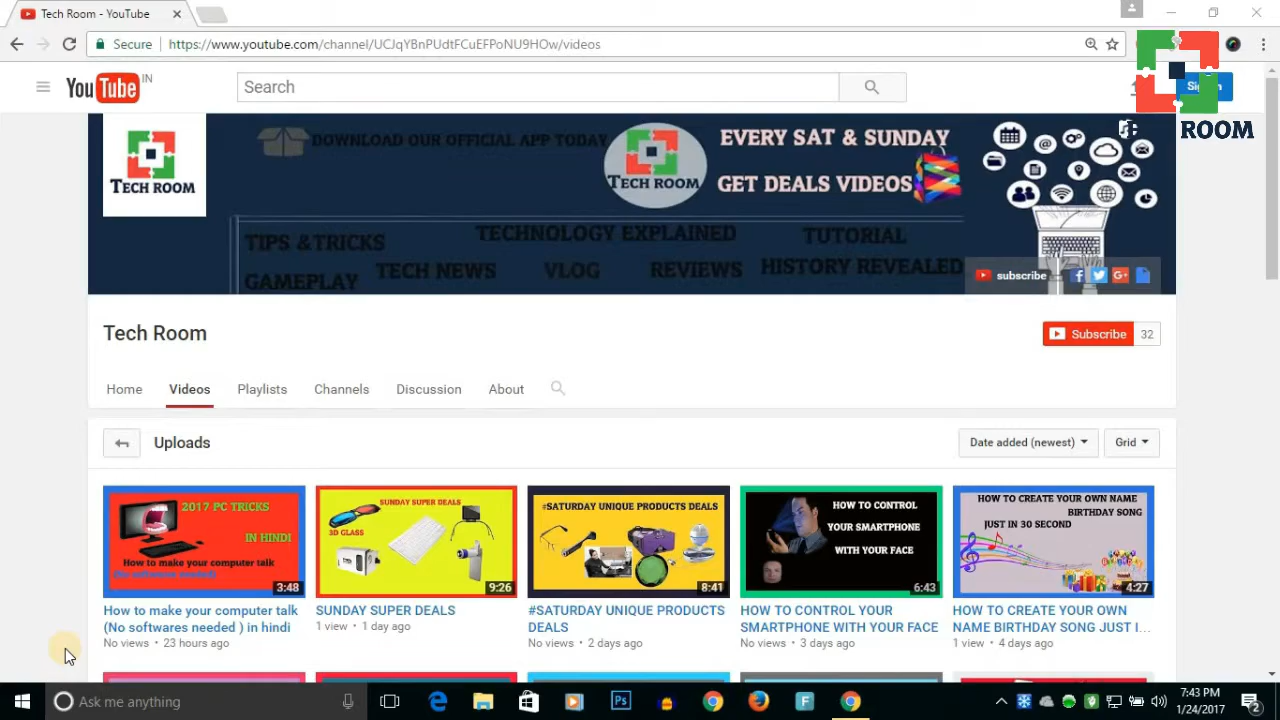 Tech Room - YouTube
Secure
https://www.youtube.com/channel/UCJqYBnPUdtFCuEFPoNU9HOw/videos
YouTube IN
Search
Sign
ROOM
TECH ROOM
DOWNLOAD OUR OFFICIAL APP TODAY
TECH ROOM
EVERY SAT & SUNDAY
GET DEALS VIDEOS
TIPS &TRICKS
TECHNOLOGY EXPLAINED
TUTORIAL
GAMEPLAY
TECH NEWS
VLOG
REVIEWS
HISTORY REVEALED
subscribe
Tech Room
Subscribe 32
Home Videos Playlists Channels Discussion About
Uploads
Date added (newest)
Grid
2017 PC TRICKS
IN HINDI
How to make your computer talk
(No softwares needed)
3:48
SUNDAY SUPER DEALS
3D GLASS
9:26
#SATURDAY UNIQUE PRODUCTS DEALS
8:41
HOW TO CONTROL
YOUR SMARTPHONE
WITH YOUR FACE
6:43
HOW TO CREATE YOUR OWN NAME
BIRTHDAY SONG
JUST IN 30 SECOND
4:27
How to make your computer talk
(No softwares needed ) in hindi
No views • 23 hours ago
SUNDAY SUPER DEALS
1 view • 1 day ago
#SATURDAY UNIQUE PRODUCTS
DEALS
No views • 2 days ago
HOW TO CONTROL YOUR
SMARTPHONE WITH YOUR FACE
No views • 3 days ago
HOW TO CREATE YOUR OWN
NAME BIRTHDAY SONG JUST I...
1 view • 4 days ago
Ask me anything
7:43 PM
1/24/2017
2